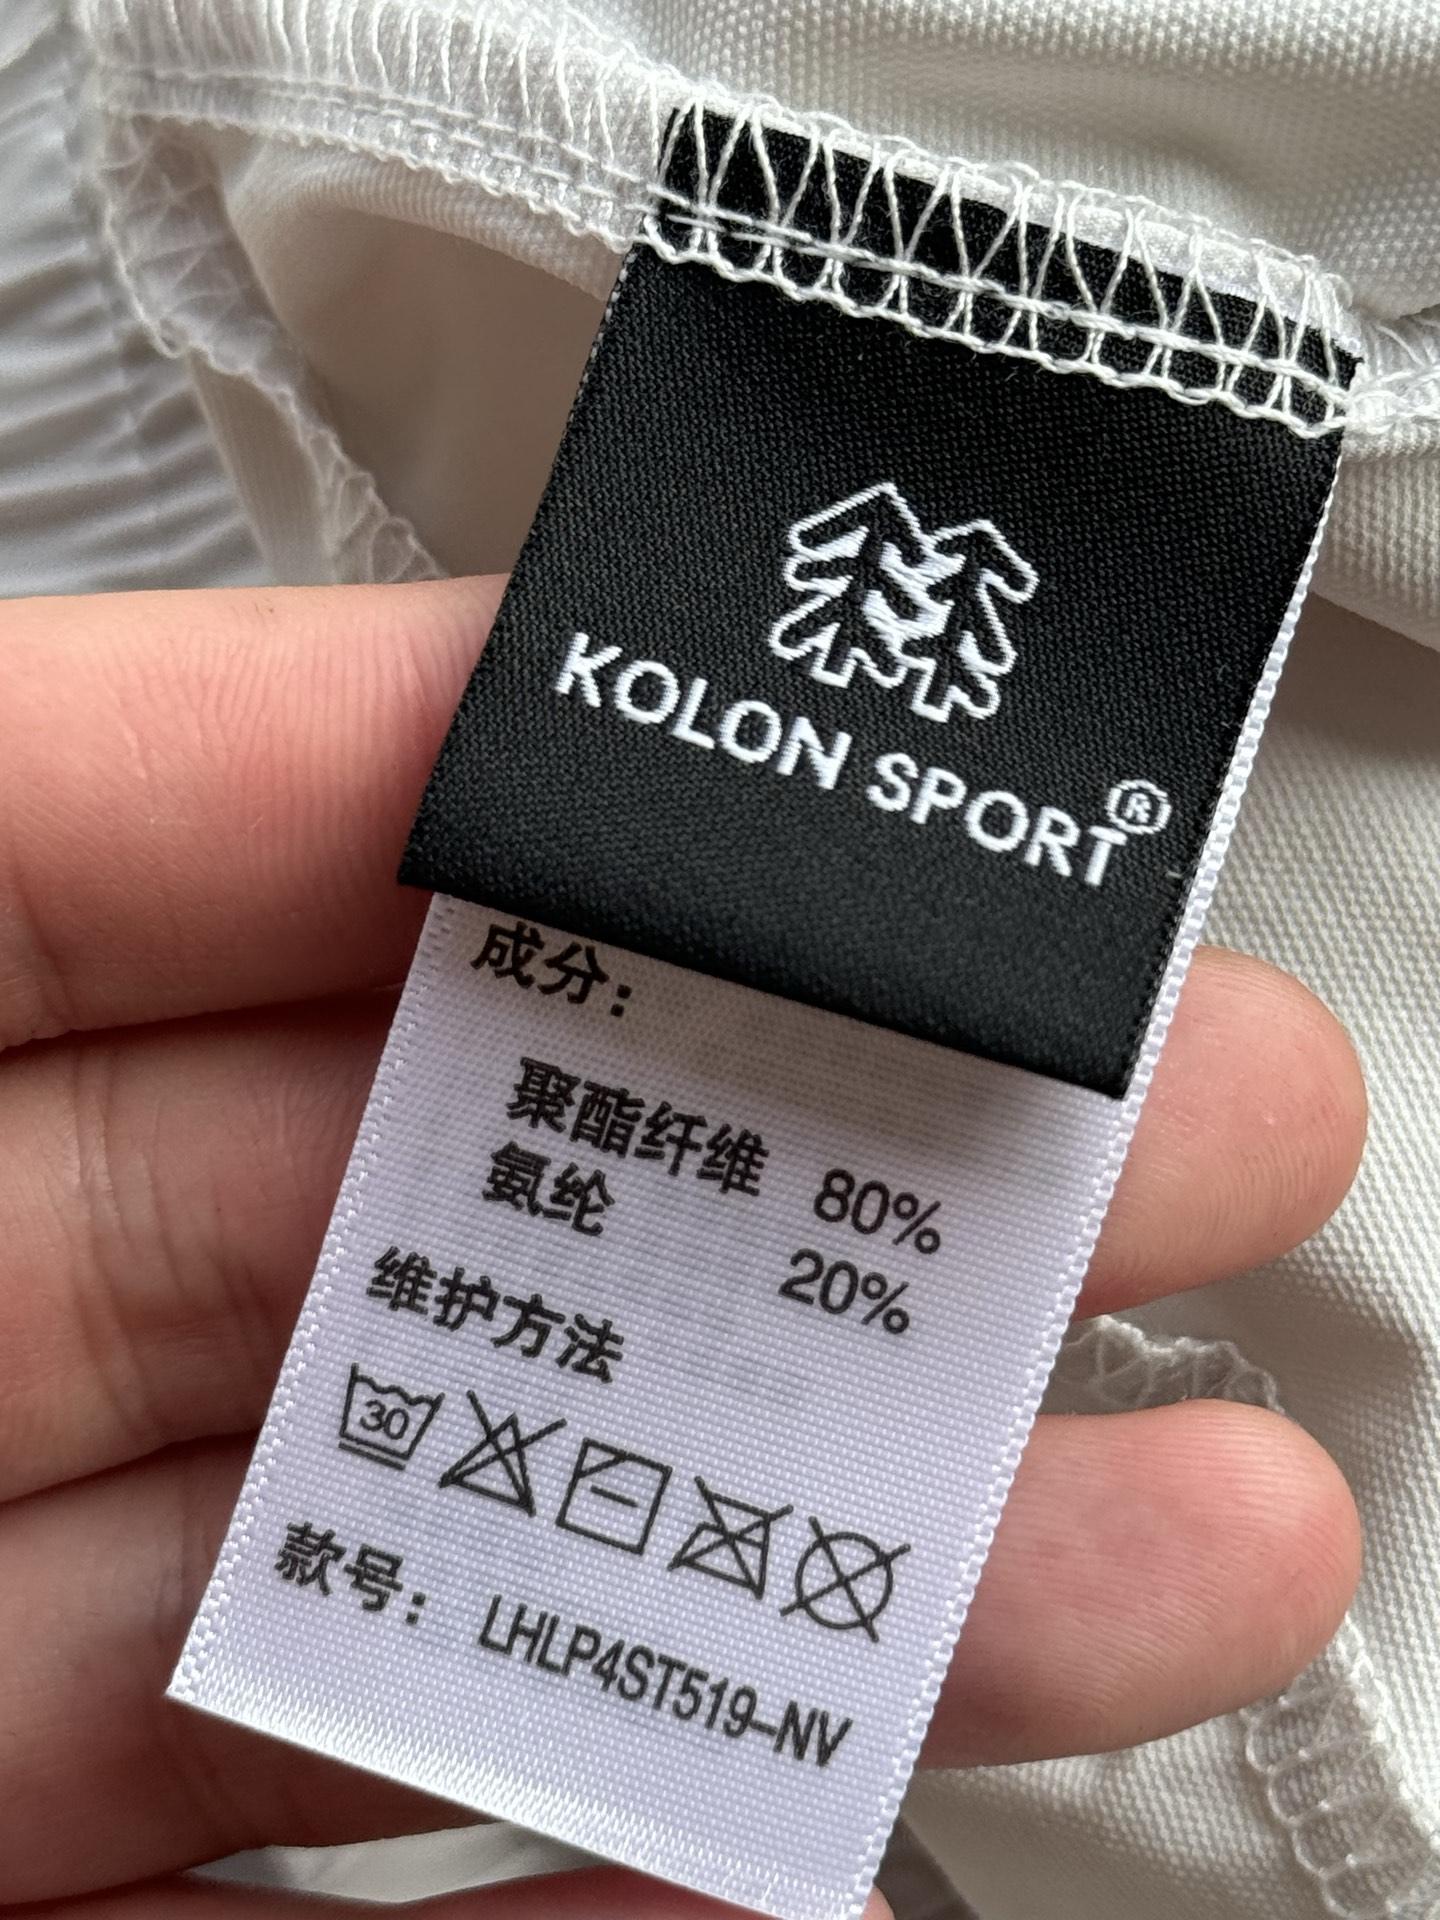 KOLON SPORT®
成分：
聚酯纤维 80%
氨纶 20%
维护方法
30
款号： LHLP4ST519-NV